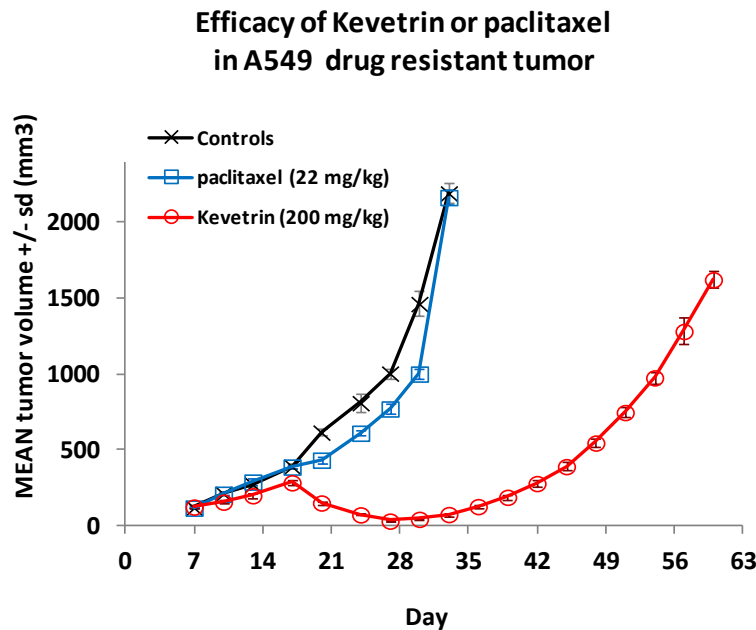 Efficacy of Kevetrin or paclitaxel
in A549 drug resistant tumor
Controls
paclitaxel (22 mg/kg)
Kevetrin (200 mg/kg)
MEAN tumor volume +/- sd (mm3)
2000
1500
1000
500
0
0 7 14 21 28 35 42 49 56 63
Day